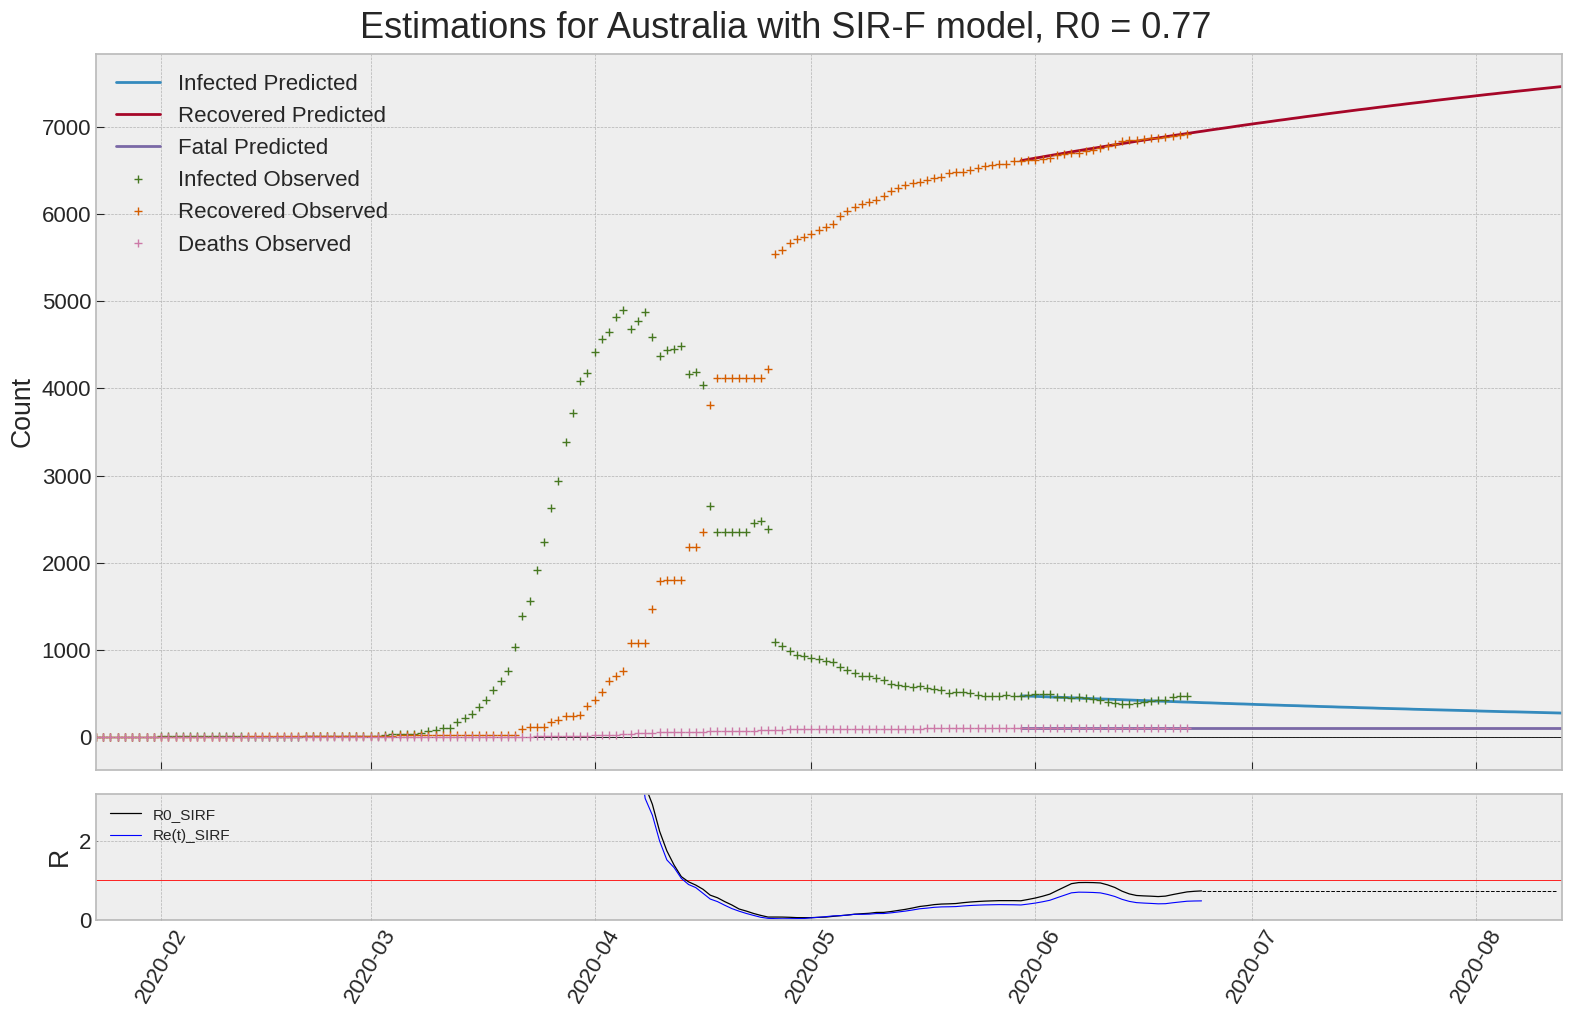 Estimations for Australia with SIR-F model, R0 = 0.77
Infected Predicted
Recovered Predicted
Fatal Predicted
Infected Observed
Recovered Observed
Deaths Observed
7000
6000
5000
4000
3000
2000
1000
0
Count
R0_SIRF
Re(t)_SIRF
2
0
R
2020-02
2020-03
2020-04
2020-05
2020-06
2020-07
2020-08